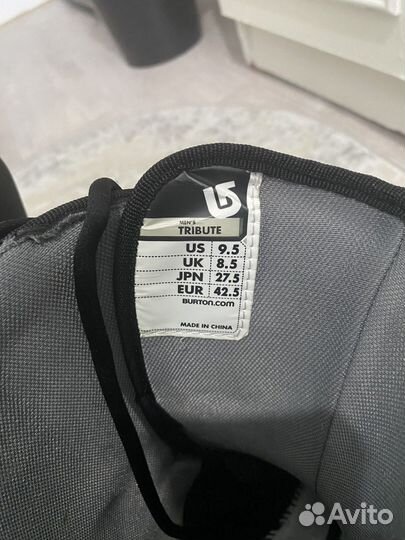 MEN'S
TRIBUTE
US 9.5
UK 8.5
JPN 27.5
EUR 42.5
BURTON.COM
MADE IN CHINA
Avito